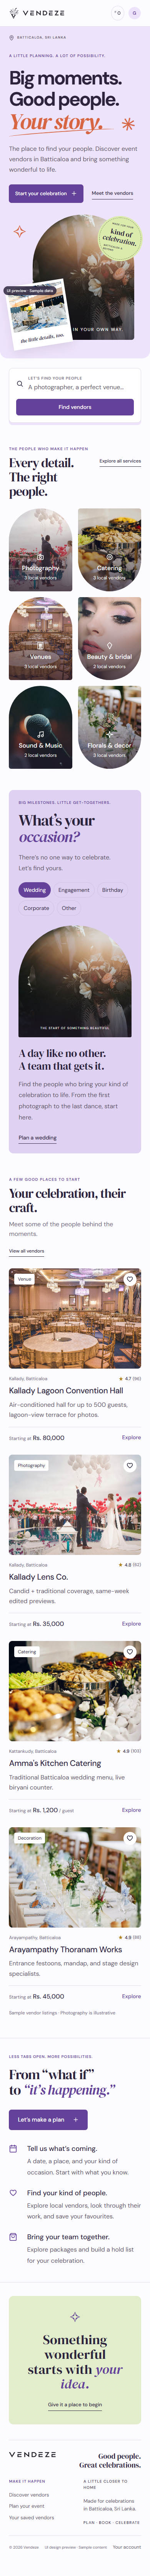 VENDEZE
G
BATTICALOA, SRI LANKA
A LITTLE PLANNING. A LOT OF POSSIBILITY.
Big moments.
Good people.
Your story.
The place to find your people. Discover event
vendors in Batticaloa and bring something
wonderful to life.
Start your celebration +
Meet the vendors
kind of
celebration.
UI preview · Sample data
the little details, too.
IN YOUR OWN WAY
LET'S FIND YOUR PEOPLE
A photographer, a perfect venue...
Find vendors
THE PEOPLE WHO MAKE IT HAPPEN
Every detail.
The right
people.
Explore all services
Photography
3 local vendors
Catering
3 local vendors
Venues
3 local vendors
Beauty & bridal
2 local vendors
Sound & Music
2 local vendors
Florals & decor
3 local vendors
BIG MILESTONES. LITTLE GET-TOGETHERS.
What's your
occasion?
There's no one way to celebrate.
Let's find yours.
Wedding
Engagement
Birthday
Corporate
Other
THE START OF SOMETHING BEAUTIFUL
A day like no other.
A team that gets it.
Find the people who bring your kind of
celebration to life. From the first
photograph to the last dance, start
here.
Plan a wedding
A FEW GOOD PLACES TO START
Your celebration, their
craft.
Meet some of the people behind the
moments.
View all vendors
Venue
Kallady, Batticaloa
★ 4.7 (96)
Kallady Lagoon Convention Hall
Air-conditioned hall for up to 500 guests,
lagoon-view terrace for photos.
Starting at Rs. 80,000
Explore
Photography
Kallady, Batticaloa
Kallady Lens Co.
Candid + traditional coverage, same-week
edited previews.
Starting at Rs. 35,000
Explore
Catering
Kattankudy, Batticaloa
Amma's Kitchen Catering
Traditional Batticaloa wedding menu, live
biryani counter.
Starting at Rs. 1,200 / guest
Explore
Decoration
Arayampathy, Batticaloa
Arayampathy Thoranam Works
Entrance festoons, mandap, and stage design
specialists.
Starting at Rs. 45,000
Explore
Sample vendor listings · Photography is illustrative
LESS TABS OPEN. MORE POSSIBILITIES.
From “what if”
to “it's happening.”
Let's make a plan +
Tell us what's coming.
A date, a place, and your kind of
occasion. Start with what you know.
Find your kind of people.
Explore local vendors, look through their
work, and save your favourites.
Bring your team together.
Explore packages and build a hold list
for your celebration.
Something
wonderful
starts with your
idea.
Give it a place to begin
VENDEZE
Good people.
Great celebrations.
MAKE IT HAPPEN
Discover vendors
Plan your event
Your saved vendors
A LITTLE CLOSER TO
HOME
Made for celebrations
in Batticaloa, Sri Lanka.
PLAN · BOOK · CELEBRATE
© 2026 Vendeze
UI design preview · Sample content
Your account